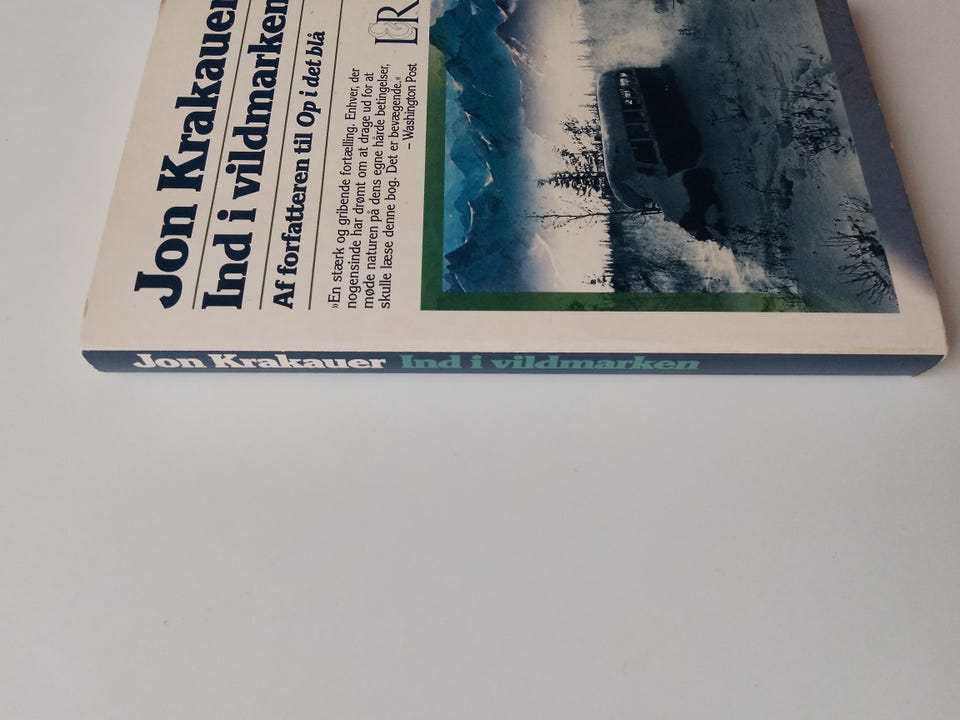 Jon Krakauer
Ind i vildmarken
Af forfatteren til Op i det blå
»En stærk og gribende fortælling. Enhver, der
nogensinde har drømt om at drage ud for at
møde naturen på dens egne hårde betingelser,
skulle læse denne bog. Det er bevægende.«
– Washington Post
L&R
Jon Krakauer Ind i vildmarken